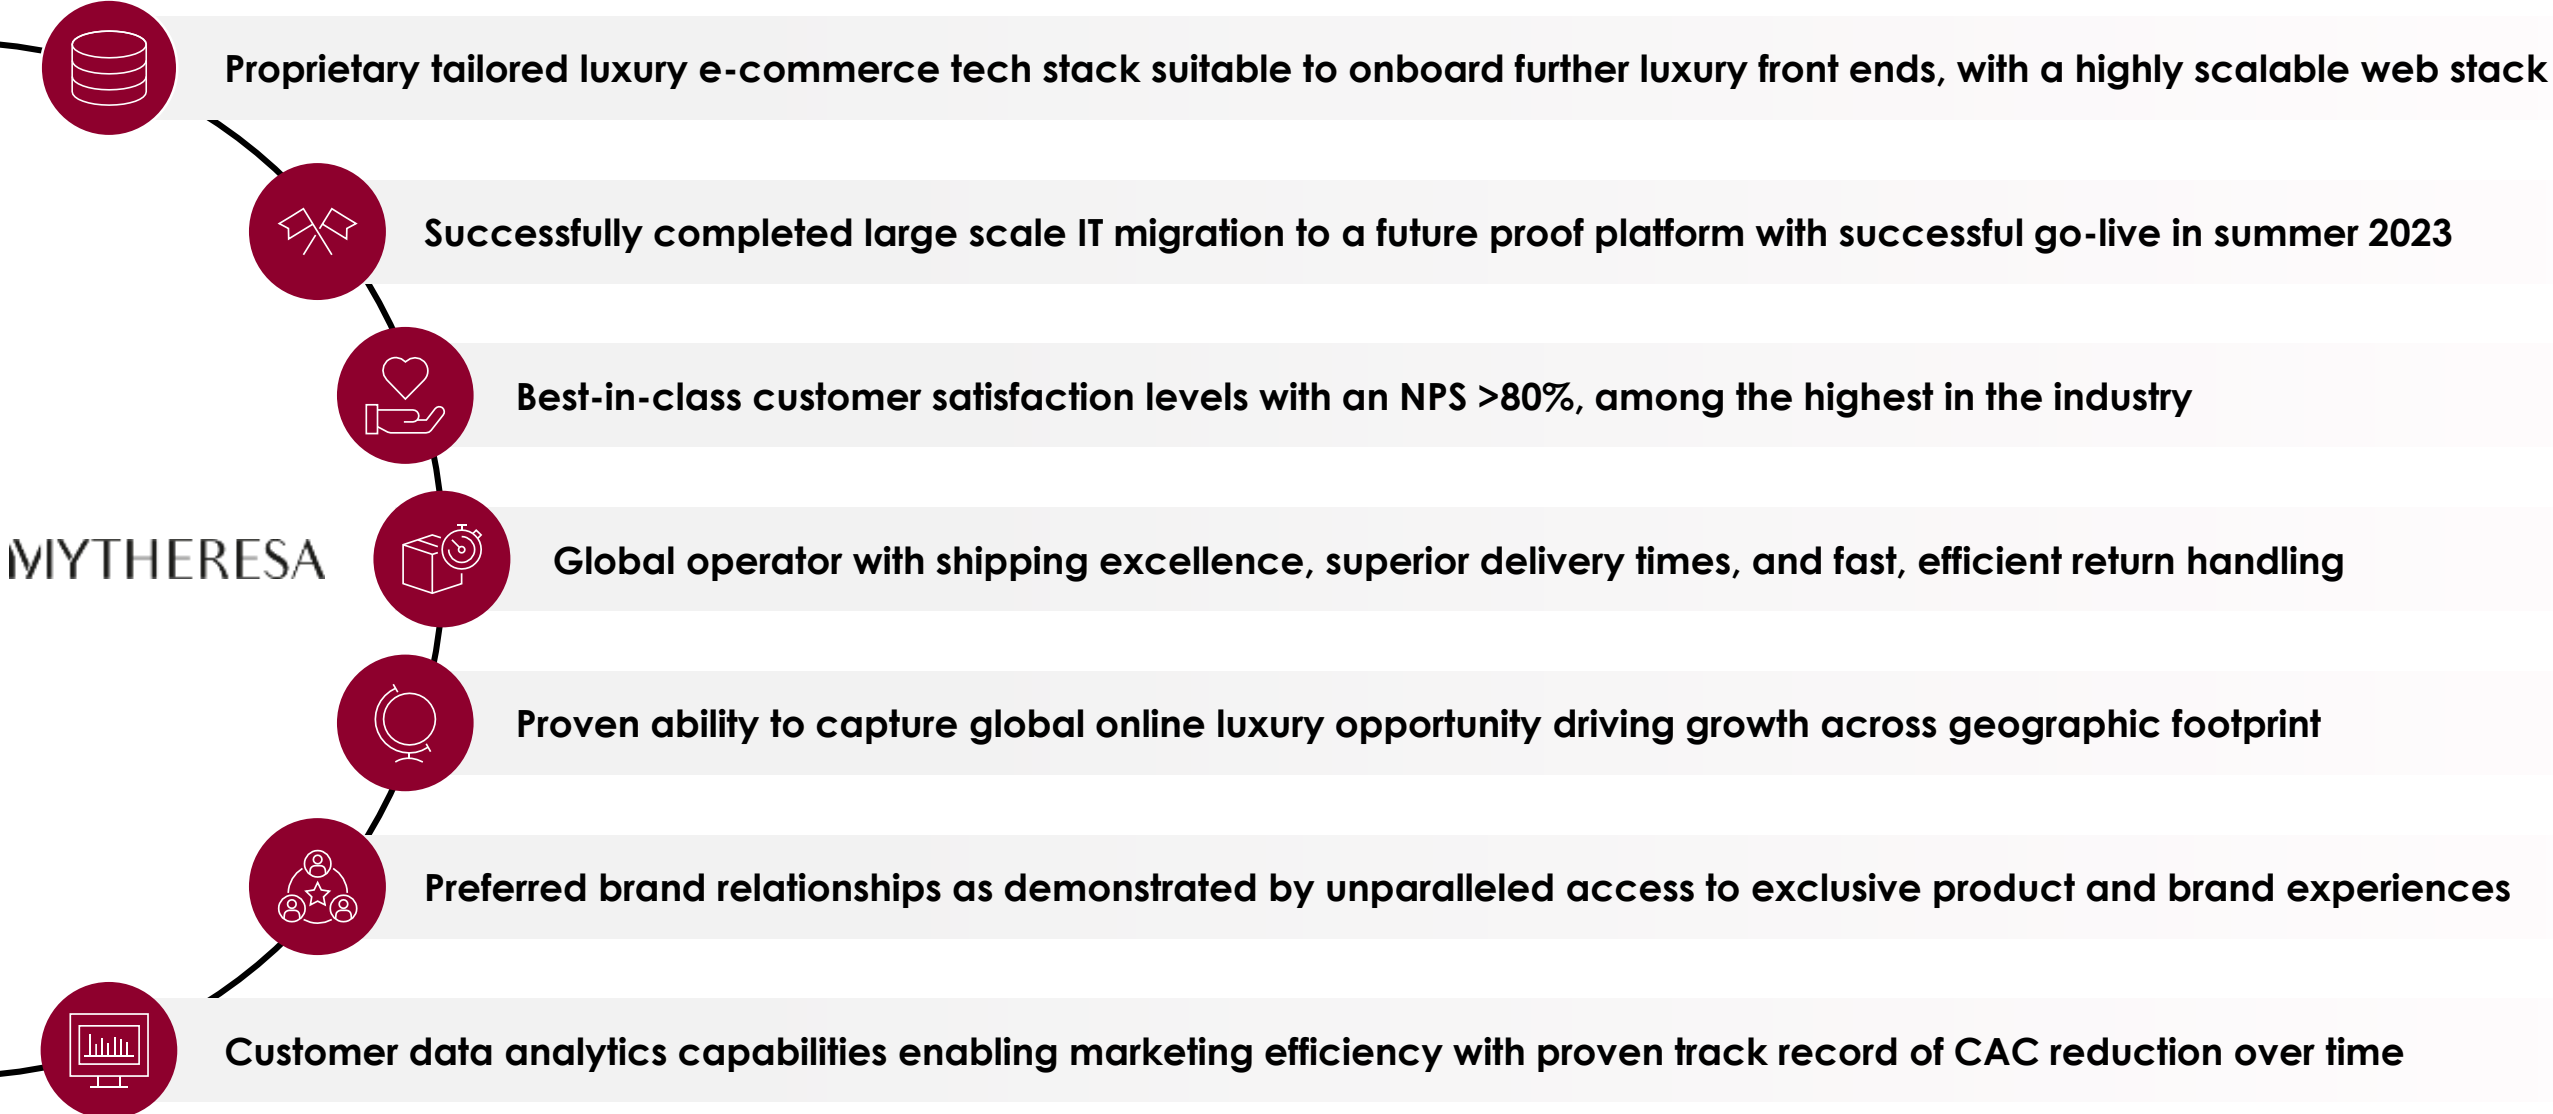 Proprietary tailored luxury e-commerce tech stack suitable to onboard further luxury front ends, with a highly scalable web stack
Successfully completed large scale IT migration to a future proof platform with successful go-live in summer 2023
Best-in-class customer satisfaction levels with an NPS >80%, among the highest in the industry
MYTHERESA
Global operator with shipping excellence, superior delivery times, and fast, efficient return handling
Proven ability to capture global online luxury opportunity driving growth across geographic footprint
Preferred brand relationships as demonstrated by unparalleled access to exclusive product and brand experiences
Customer data analytics capabilities enabling marketing efficiency with proven track record of CAC reduction over time